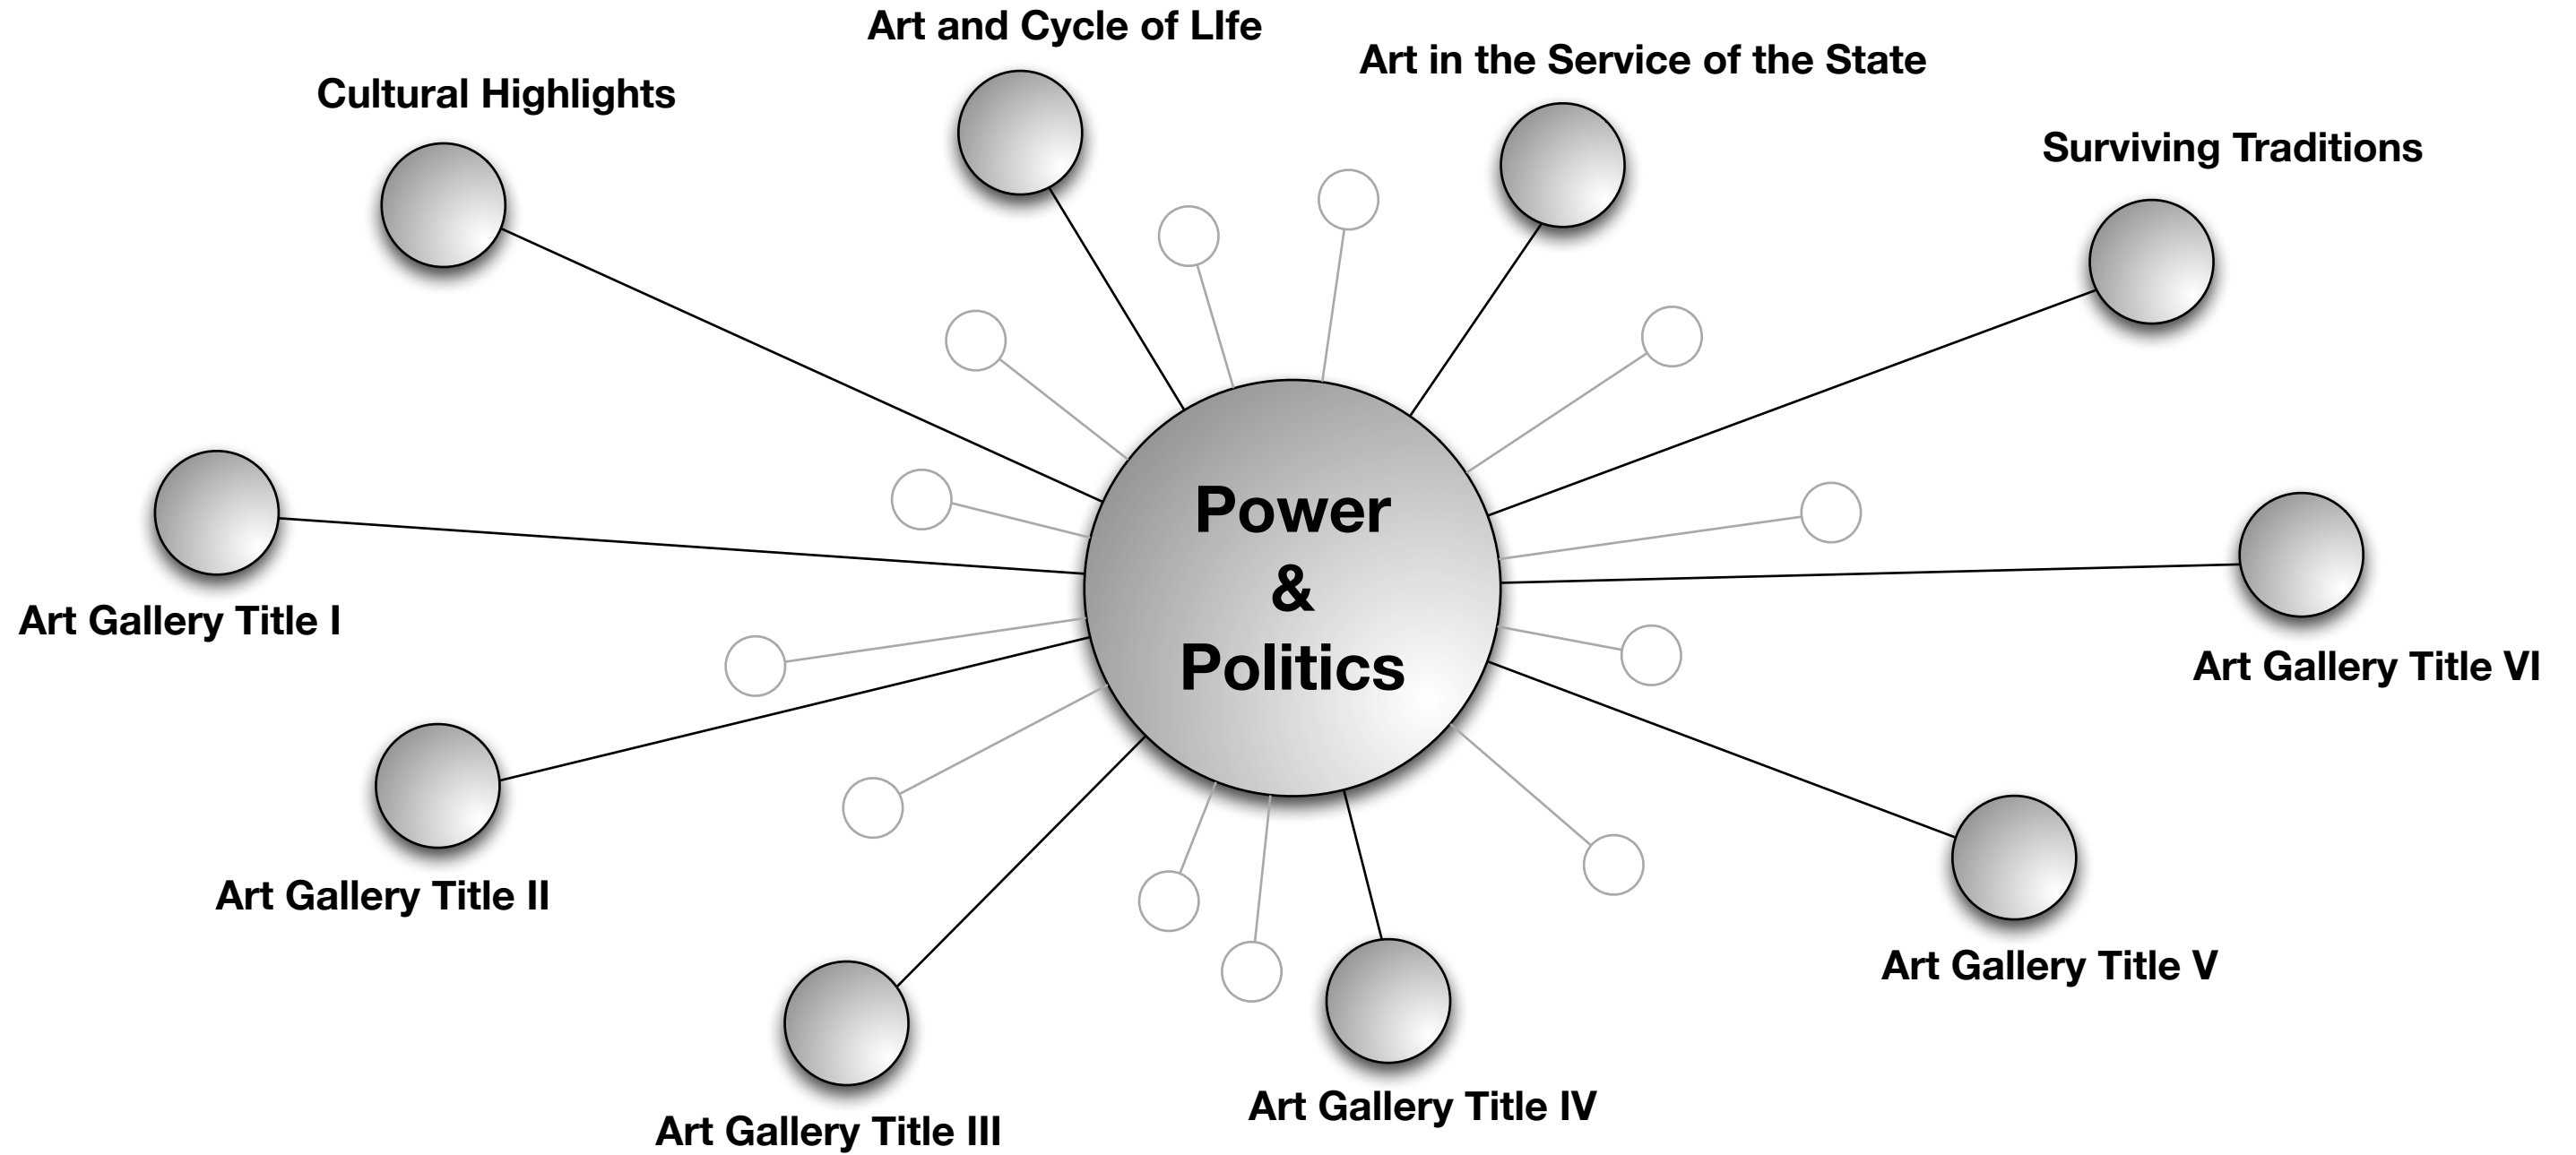 Art and Cycle of LIfe
Art in the Service of the State
Cultural Highlights
Surviving Traditions
Power
&
Politics
Art Gallery Title I
Art Gallery Title VI
Art Gallery Title II
Art Gallery Title V
Art Gallery Title III
Art Gallery Title IV